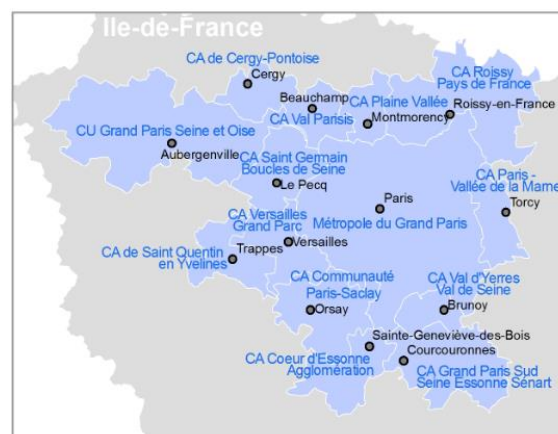 Ile-de-France
CA de Cergy-Pontoise
Cergy
CA Roissy
Pays de France
Beauchamp
CA Plaine Vallée
Roissy-en-France
CA Val Parisis
Montmorency
CU Grand Paris Seine et Oise
Aubergenville
CA Saint Germain
Boucles de Seine
Le Pecq
CA Paris -
Vallée de la Marne
Torcy
Paris
Métropole du Grand Paris
CA Versailles
Grand Parc
Versailles
Trappes
CA de Saint Quentin
en Yvelines
CA Communauté
Paris-Saclay
Orsay
CA Val d'Yerres
Val de Seine
Brunoy
Sainte-Geneviève-des-Bois
Courcouronnes
CA Coeur d'Essonne
Agglomération
CA Grand Paris Sud
Seine Essonne Sénart